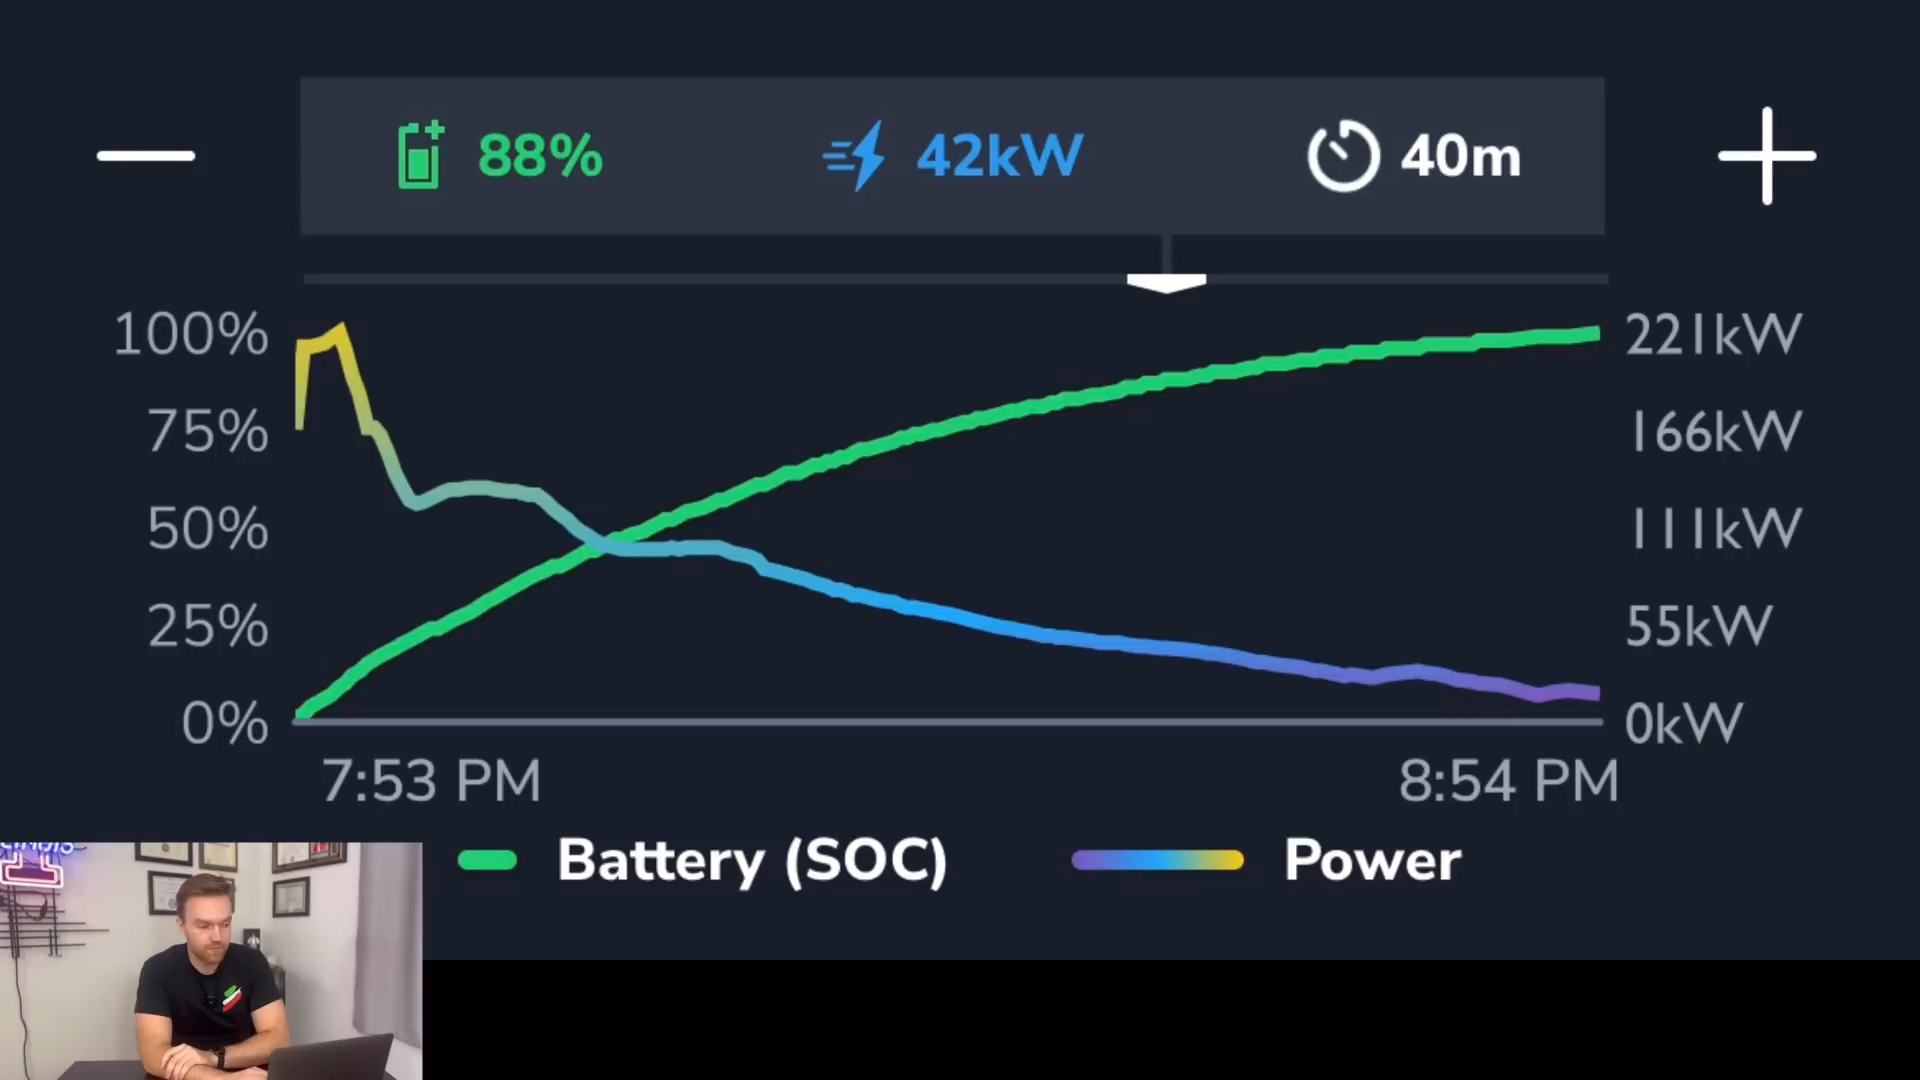 88% 42kW 40m
100% 221kW
75% 166kW
50% 111kW
25% 55kW
0% 0kW
7:53 PM 8:54 PM
Battery (SOC) Power